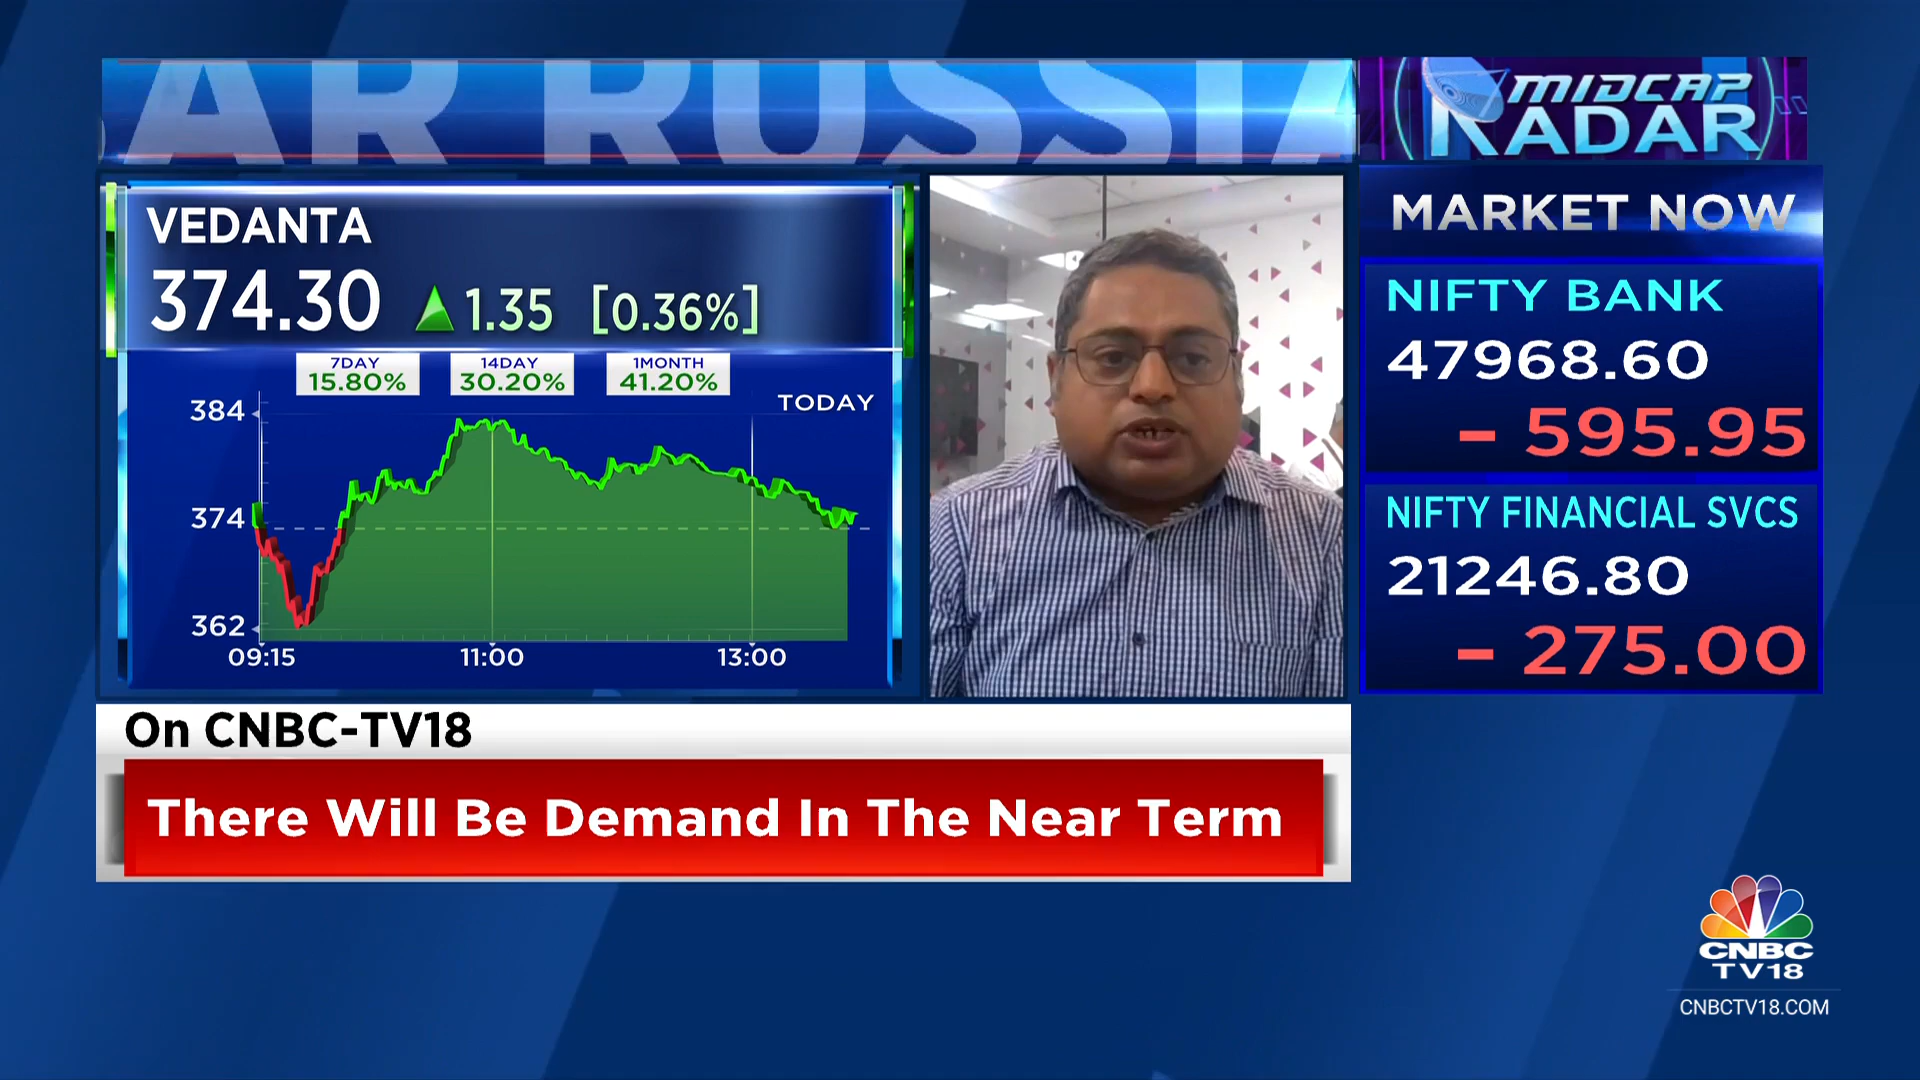 AR RUSSIA
MIDCAP
RADAR
VEDANTA
374.30 ▲ 1.35 [0.36%]
7DAY
15.80%
14DAY
30.20%
1MONTH
41.20%
TODAY
384
374
362
09:15 11:00 13:00
MARKET NOW
NIFTY BANK
47968.60
- 595.95
NIFTY FINANCIAL SVCS
21246.80
- 275.00
On CNBC-TV18
There Will Be Demand In The Near Term
CNBC
TV18
CNBCTV18.COM